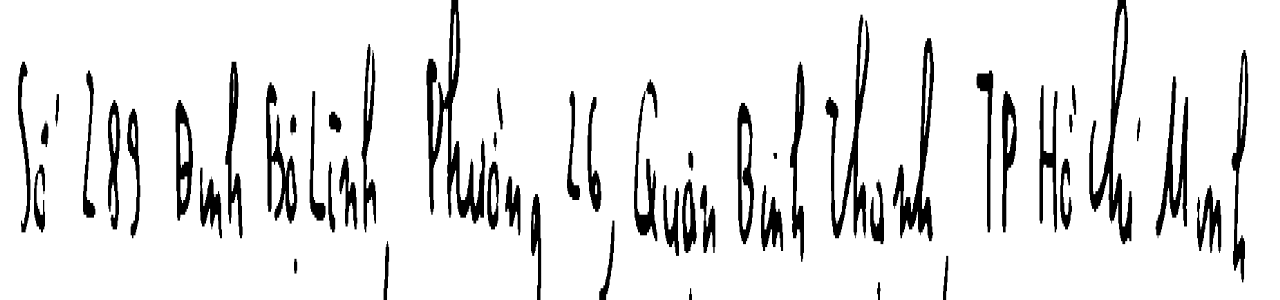 Số 289 Đinh Bộ Lĩnh, Phường 26, Quận Bình Thạnh, TP Hồ Chí Minh